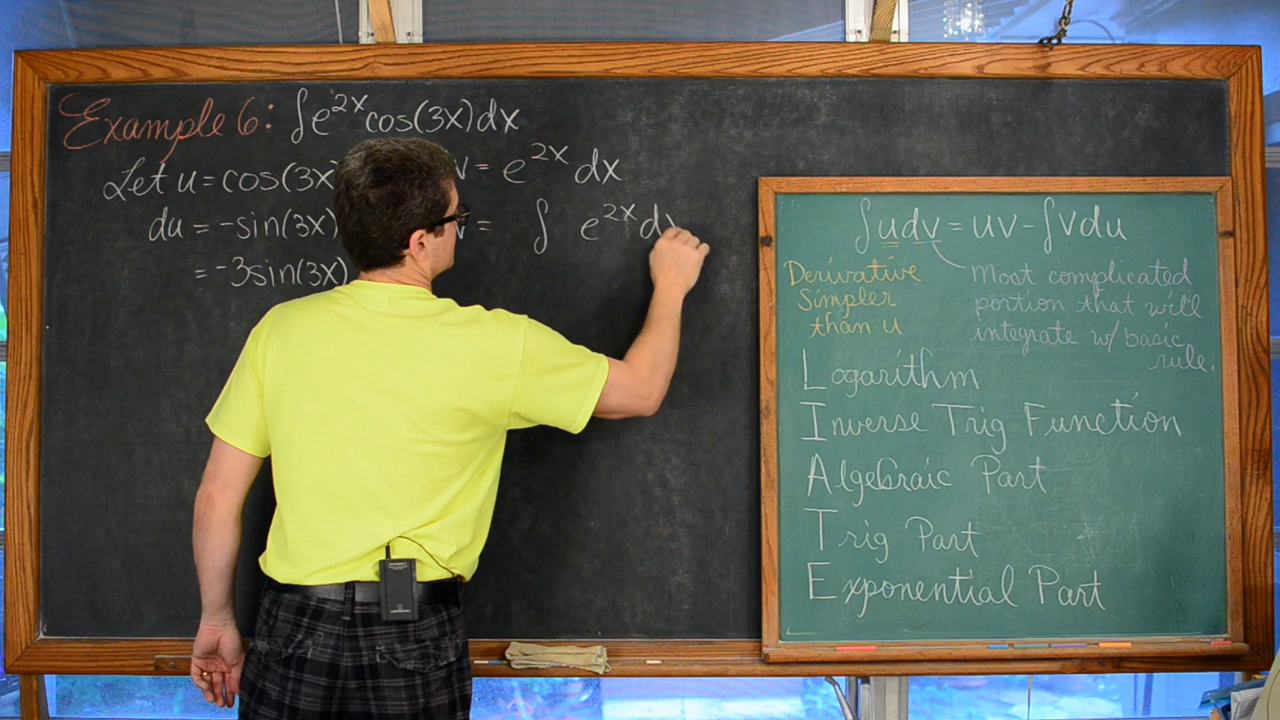 Example 6: ∫e^2x cos(3x)dx
Let u = cos(3x v = e^2x dx
du = -sin(3x) v = ∫ e^2x dx
= -3sin(3x)
∫udv = uv - ∫vdu
Derivative
Simpler
than u
Most complicated
portion that will
integrate w/ basic
rule.
Logarithm
Inverse Trig Function
Algebraic Part
Trig Part
Exponential Part